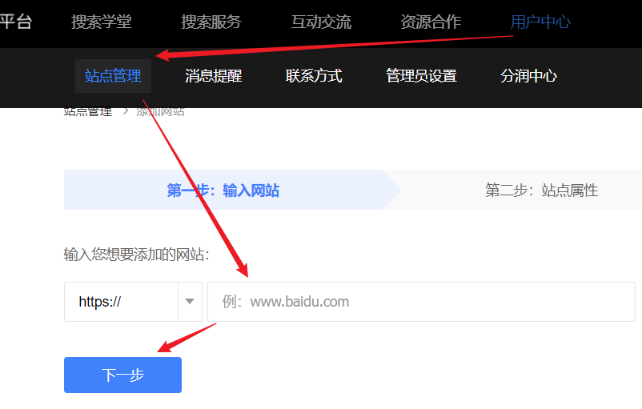 平台 搜索学堂 搜索服务 互动交流 资源合作 用户中心
站点管理 消息提醒 联系方式 管理员设置 分润中心
站点管理 > 添加网站
第一步：输入网站 第二步：站点属性
输入您想要添加的网站：
https:// 例：www.baidu.com
下一步